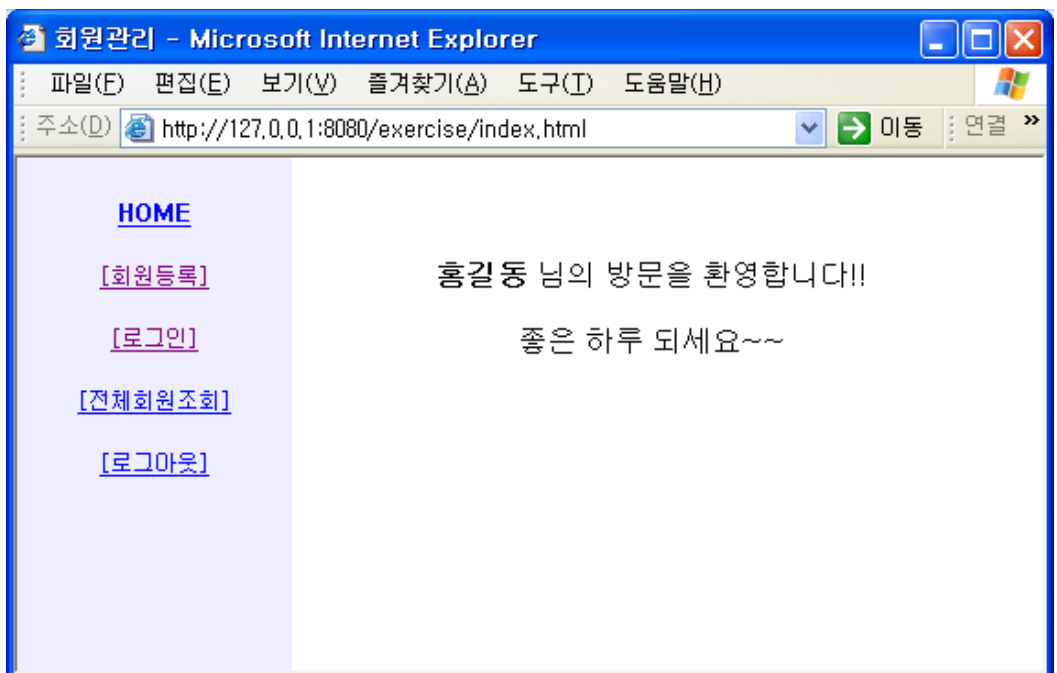 회원관리 - Microsoft Internet Explorer
파일(F) 편집(E) 보기(V) 즐겨찾기(A) 도구(T) 도움말(H)
주소(D) http://127.0.0.1:8080/exercise/index.html 이동 연결 »
HOME
[회원등록]
[로그인]
[전체회원조회]
[로그아웃]
홍길동 님의 방문을 환영합니다!!
좋은 하루 되세요~~